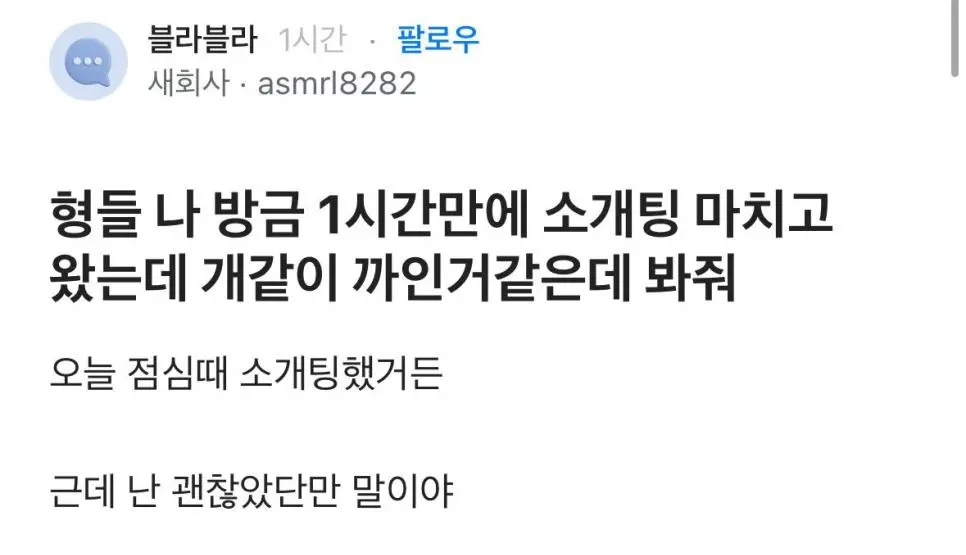 블라블라 1시간 · 팔로우
새회사 · asmrl8282
형들 나 방금 1시간만에 소개팅 마치고
왔는데 개같이 까인거같은데 봐줘
오늘 점심때 소개팅했거든
근데 난 괜찮았단만 말이야